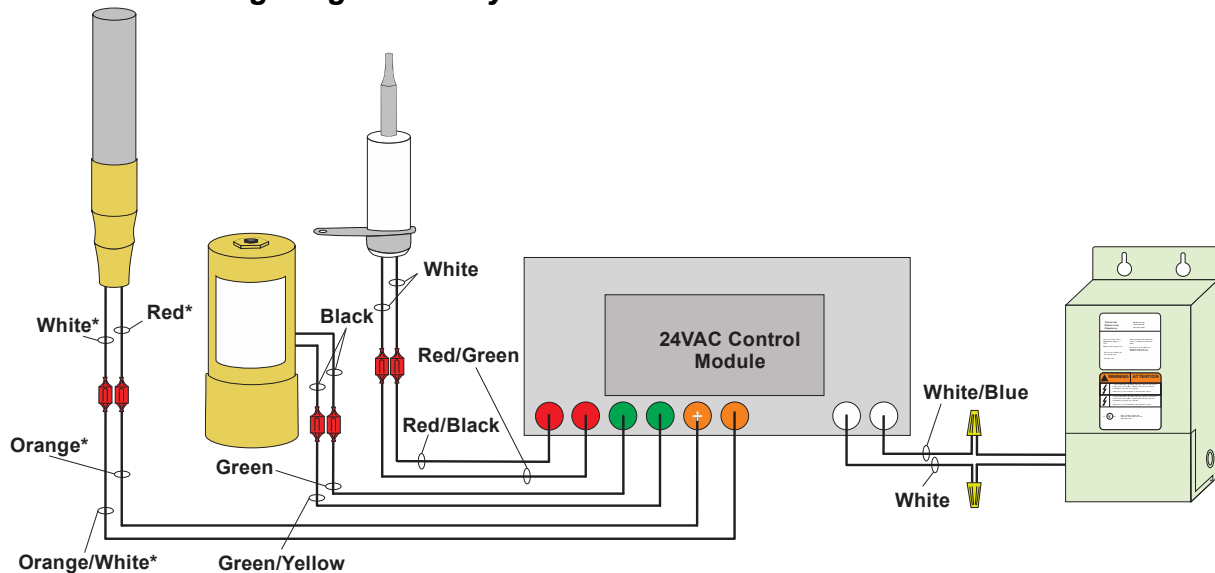 White
White*
Red*
Black
24VAC Control
Module
Red/Green
White/Blue
WARNING ATTENTION
Red/Black
Orange*
Green
+
White
Orange/White*
Green/Yellow